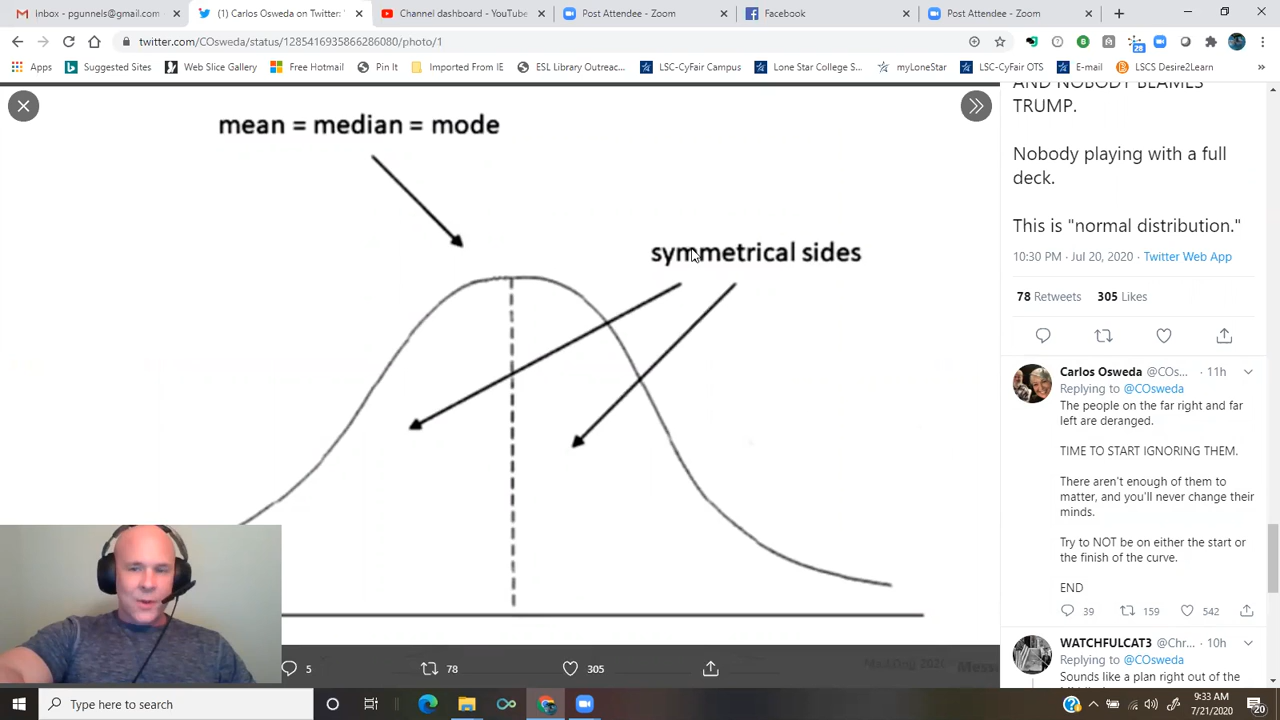 Inbox - pgunners@gmail.com
(1) Carlos Osweda on Twitter: "
Channel dashboard - YouTube
Post Attendee - Zoom
Facebook
Post Attendee - Zoom
twitter.com/COsweda/status/1285416935866286080/photo/1
28
Apps
Suggested Sites
Web Slice Gallery
Free Hotmail
Pin It
Imported From IE
ESL Library Outreac...
LSC-CyFair Campus
Lone Star College S...
myLoneStar
LSC-CyFair OTS
E-mail
LSCS Desire2Learn
mean = median = mode
symmetrical sides
5
78
305
AND NOBODY BLAMES
TRUMP.
Nobody playing with a full
deck.
This is "normal distribution."
10:30 PM · Jul 20, 2020 · Twitter Web App
78 Retweets 305 Likes
Carlos Osweda @COs... · 11h
Replying to @COsweda
The people on the far right and far
left are deranged.
TIME TO START IGNORING THEM.
There aren't enough of them to
matter, and you'll never change their
minds.
Try to NOT be on either the start or
the finish of the curve.
END
39
159
542
WATCHFULCAT3 @Chr... · 10h
Replying to @COsweda
Sounds like a plan right out of the
Type here to search
9:33 AM
7/21/2020
20